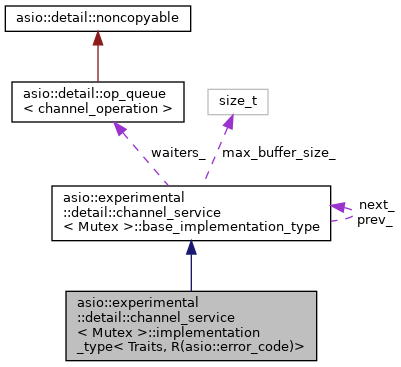 asio::detail::noncopyable
asio::detail::op_queue
< channel_operation >
size_t
waiters_
max_buffer_size_
asio::experimental
::detail::channel_service
< Mutex >::base_implementation_type
next_
prev_
asio::experimental
::detail::channel_service
< Mutex >::implementation
_type< Traits, R(asio::error_code)>